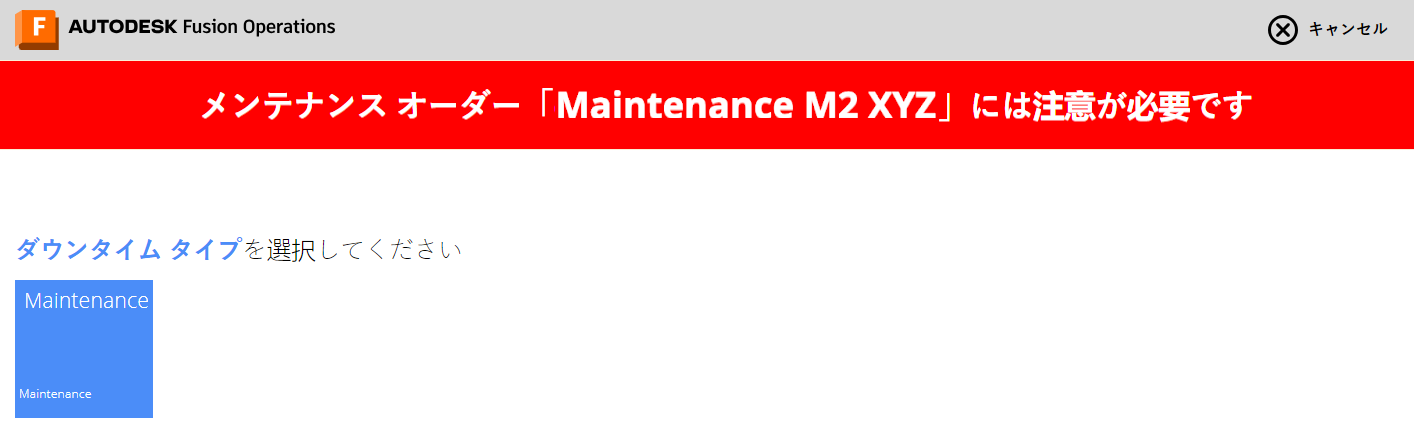 AUTODESK Fusion Operations
キャンセル
メンテナンス オーダー「Maintenance M2 XYZ」には注意が必要です
ダウンタイム タイプを選択してください
Maintenance
Maintenance